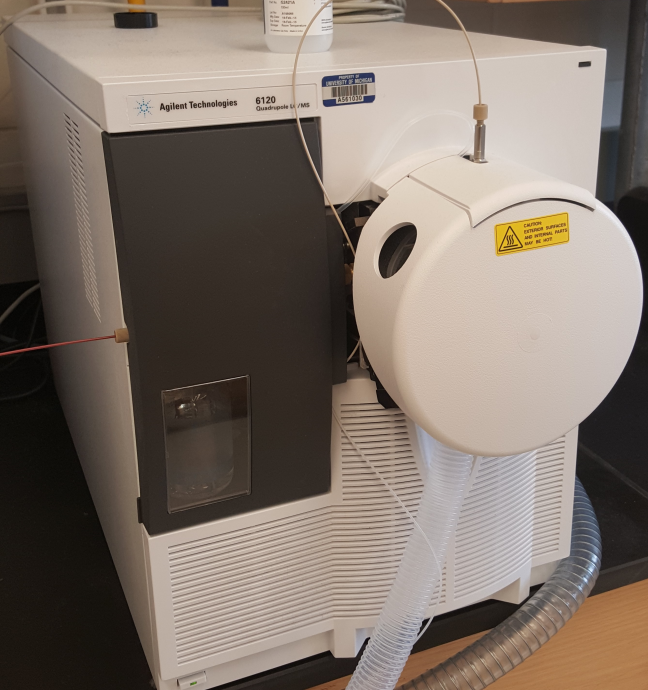 G2421A
Agilent Technologies
6120
Quadrupole LC/MS
PROPERTY OF
UNIVERSITY OF MICHIGAN
A561030
CAUTION:
EXTERIOR SURFACES
AND INTERNAL PARTS
MAY BE HOT!